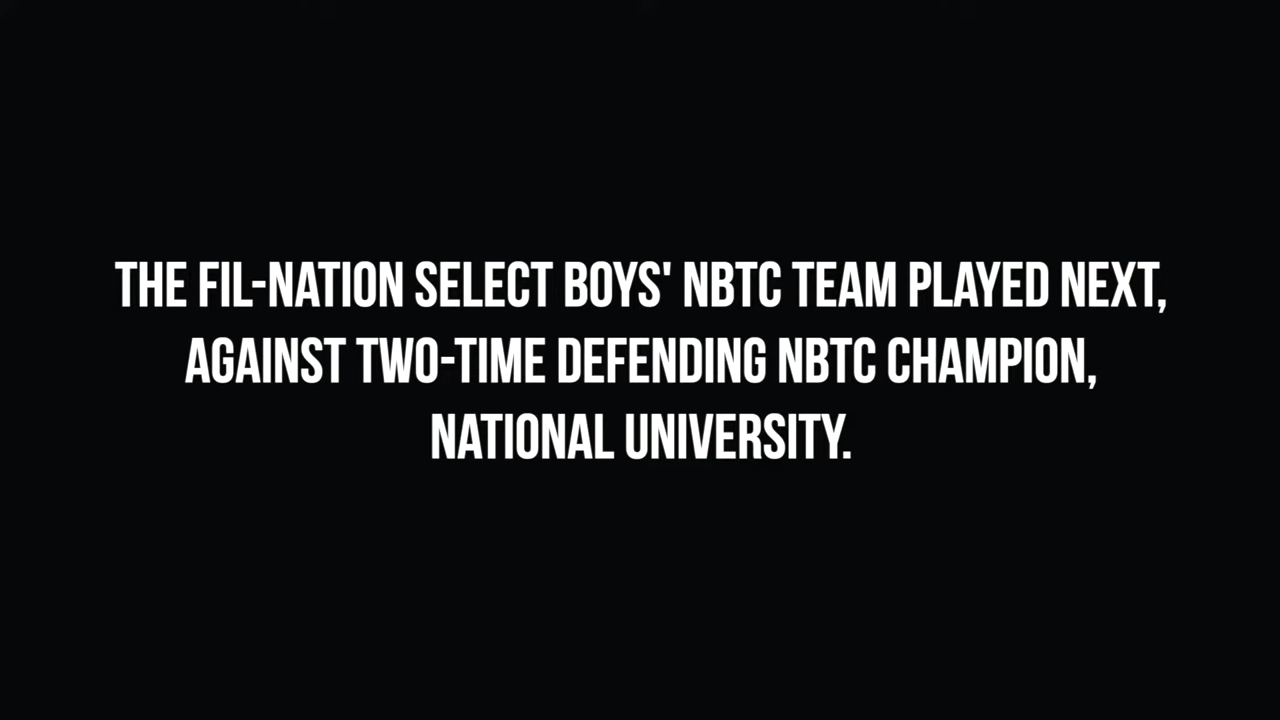 THE FIL-NATION SELECT BOYS' NBTC TEAM PLAYED NEXT,
AGAINST TWO-TIME DEFENDING NBTC CHAMPION,
NATIONAL UNIVERSITY.